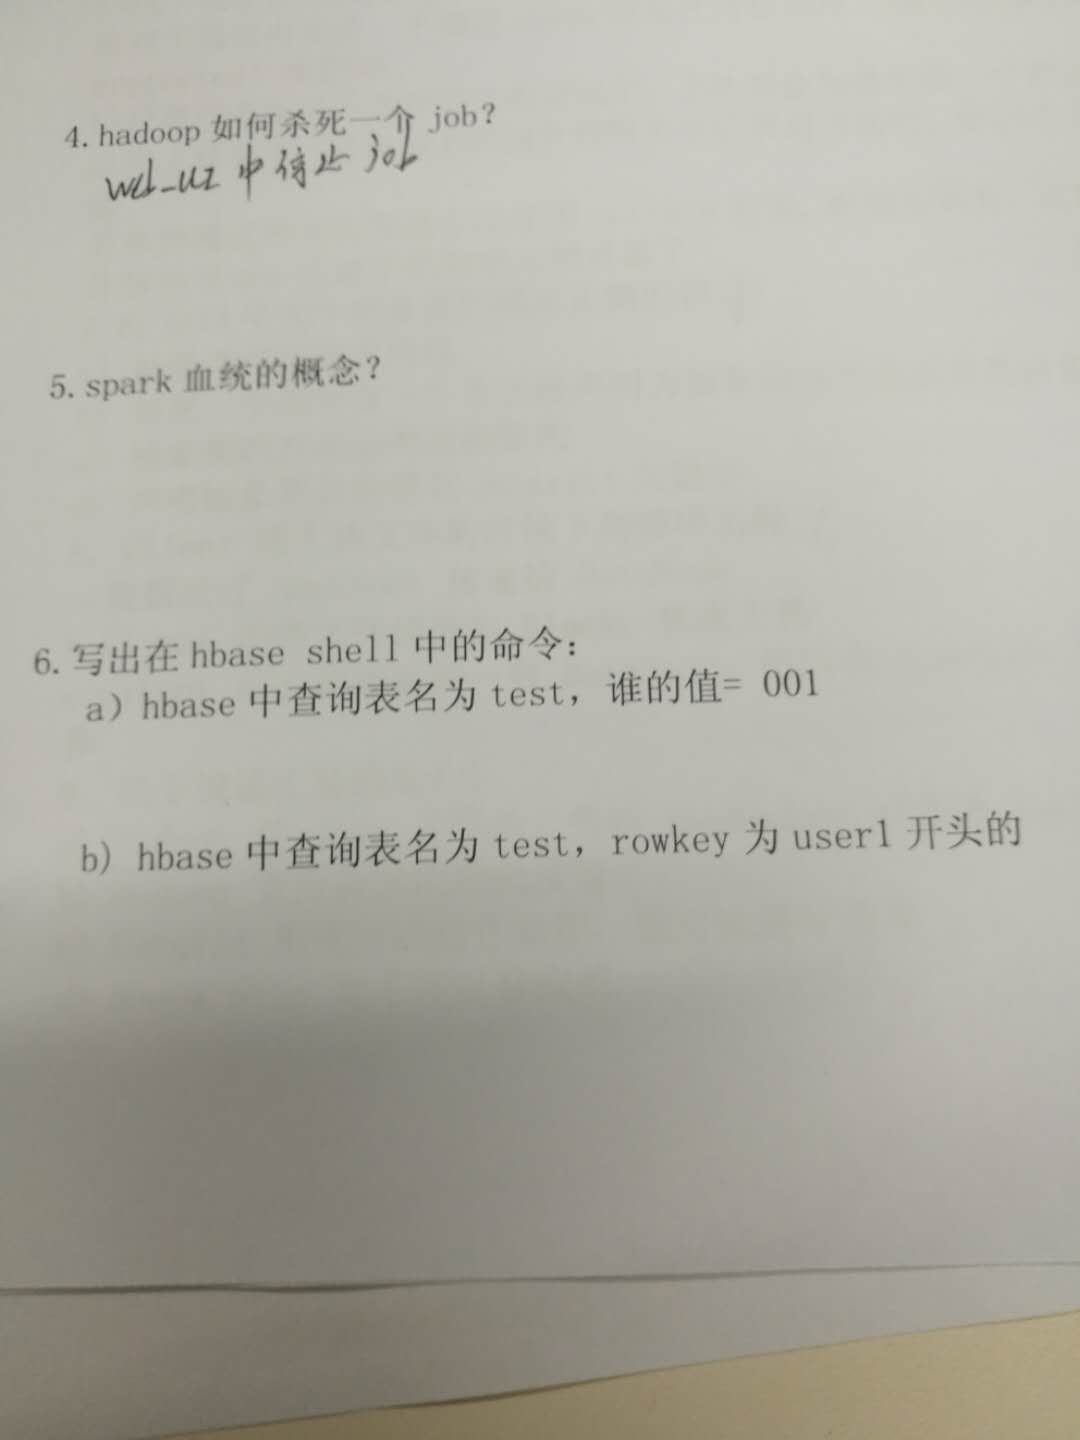 4. hadoop 如何杀死一个 job?
web_UI 中停止 job
5. spark 血统的概念?
6. 写出在 hbase shell 中的命令:
a) hbase 中查询表名为 test，谁的值= 001
b) hbase 中查询表名为 test，rowkey 为 user1 开头的